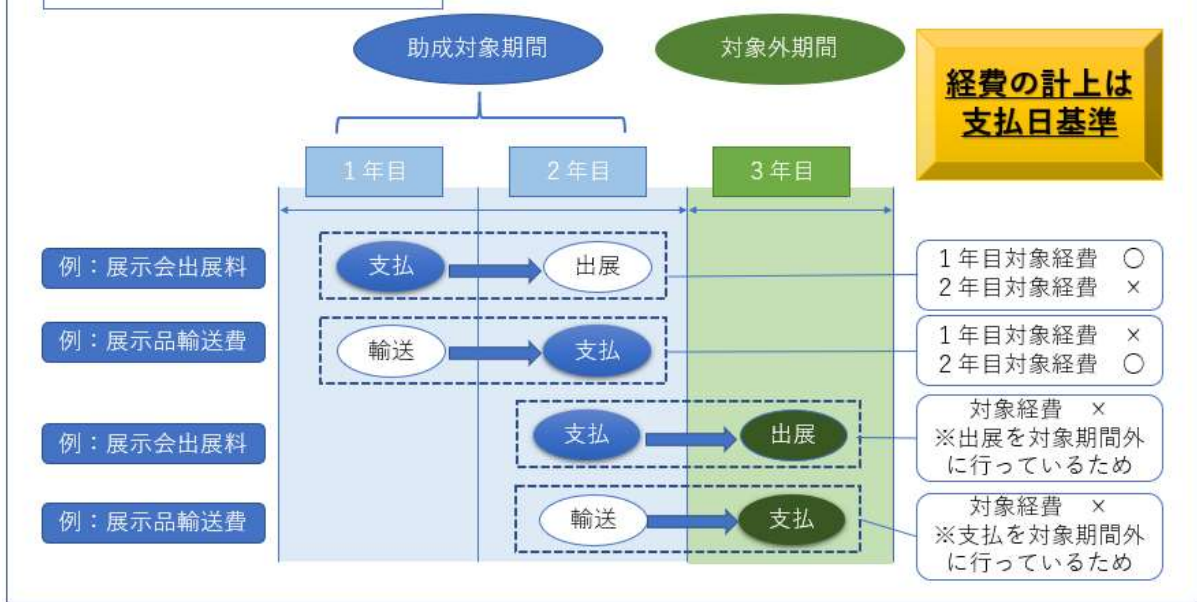 助成対象期間
対象外期間
経費の計上は
支払日基準
1年目
2年目
3年目
例：展示会出展料
支払
出展
1年目対象経費　○
2年目対象経費　×
例：展示品輸送費
輸送
支払
1年目対象経費　×
2年目対象経費　○
例：展示会出展料
支払
出展
対象経費　×
※出展を対象期間外
に行っているため
例：展示品輸送費
輸送
支払
対象経費　×
※支払を対象期間外
に行っているため